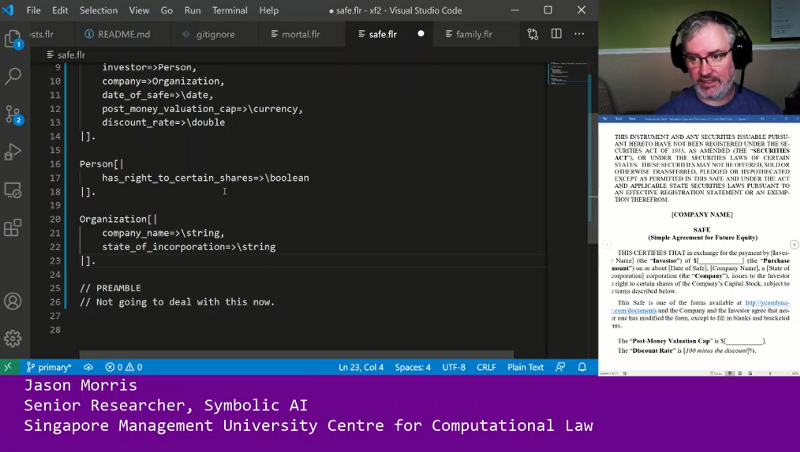 File Edit Selection View Go Run Terminal Help ● safe.flr - xf2 - Visual Studio Code
sts.flr README.md .gitignore mortal.flr safe.flr family.flr
safe.flr
9 investor=>Person,
10 company=>Organization,
11 date_of_safe=>\date,
12 post_money_valuation_cap=>\currency,
13 discount_rate=>\double
14 |].
15
16 Person[|
17 has_right_to_certain_shares=>\boolean
18 |].
19
20 Organization[|
21 company_name=>\string,
22 state_of_incorporation=>\string
23 |].
24
25 // PREAMBLE
26 // Not going to deal with this now.
27
28
primary* 0 0 Ln 23, Col 4 Spaces: 4 UTF-8 CRLF Plain Text
THIS INSTRUMENT AND ANY SECURITIES ISSUABLE PURSU-
ANT HERETO HAVE NOT BEEN REGISTERED UNDER THE SE-
CURITIES ACT OF 1933, AS AMENDED (THE “SECURITIES
ACT”), OR UNDER THE SECURITIES LAWS OF CERTAIN
STATES. THESE SECURITIES MAY NOT BE OFFERED, SOLD OR
OTHERWISE TRANSFERRED, PLEDGED OR HYPOTHECATED
EXCEPT AS PERMITTED IN THIS SAFE AND UNDER THE ACT
AND APPLICABLE STATE SECURITIES LAWS PURSUANT TO
AN EFFECTIVE REGISTRATION STATEMENT OR AN EXEMP-
TION THEREFROM.
[COMPANY NAME]
SAFE
(Simple Agreement for Future Equity)
THIS CERTIFIES THAT in exchange for the payment by [Inves-
r Name] (the “Investor”) of $[ ] (the “Purchase
mount”) on or about [Date of Safe], [Company Name], a [State of
corporation] corporation (the “Company”), issues to the Investor
e right to certain shares of the Company’s Capital Stock, subject to
e terms described below.
This Safe is one of the forms available at http://ycombina-
.com/documents and the Company and the Investor agree that nei-
er one has modified the form, except to fill in blanks and bracketed
rms.
The “Post-Money Valuation Cap” is $[ ].
The “Discount Rate” is [100 minus the discount]%.
Jason Morris
Senior Researcher, Symbolic AI
Singapore Management University Centre for Computational Law